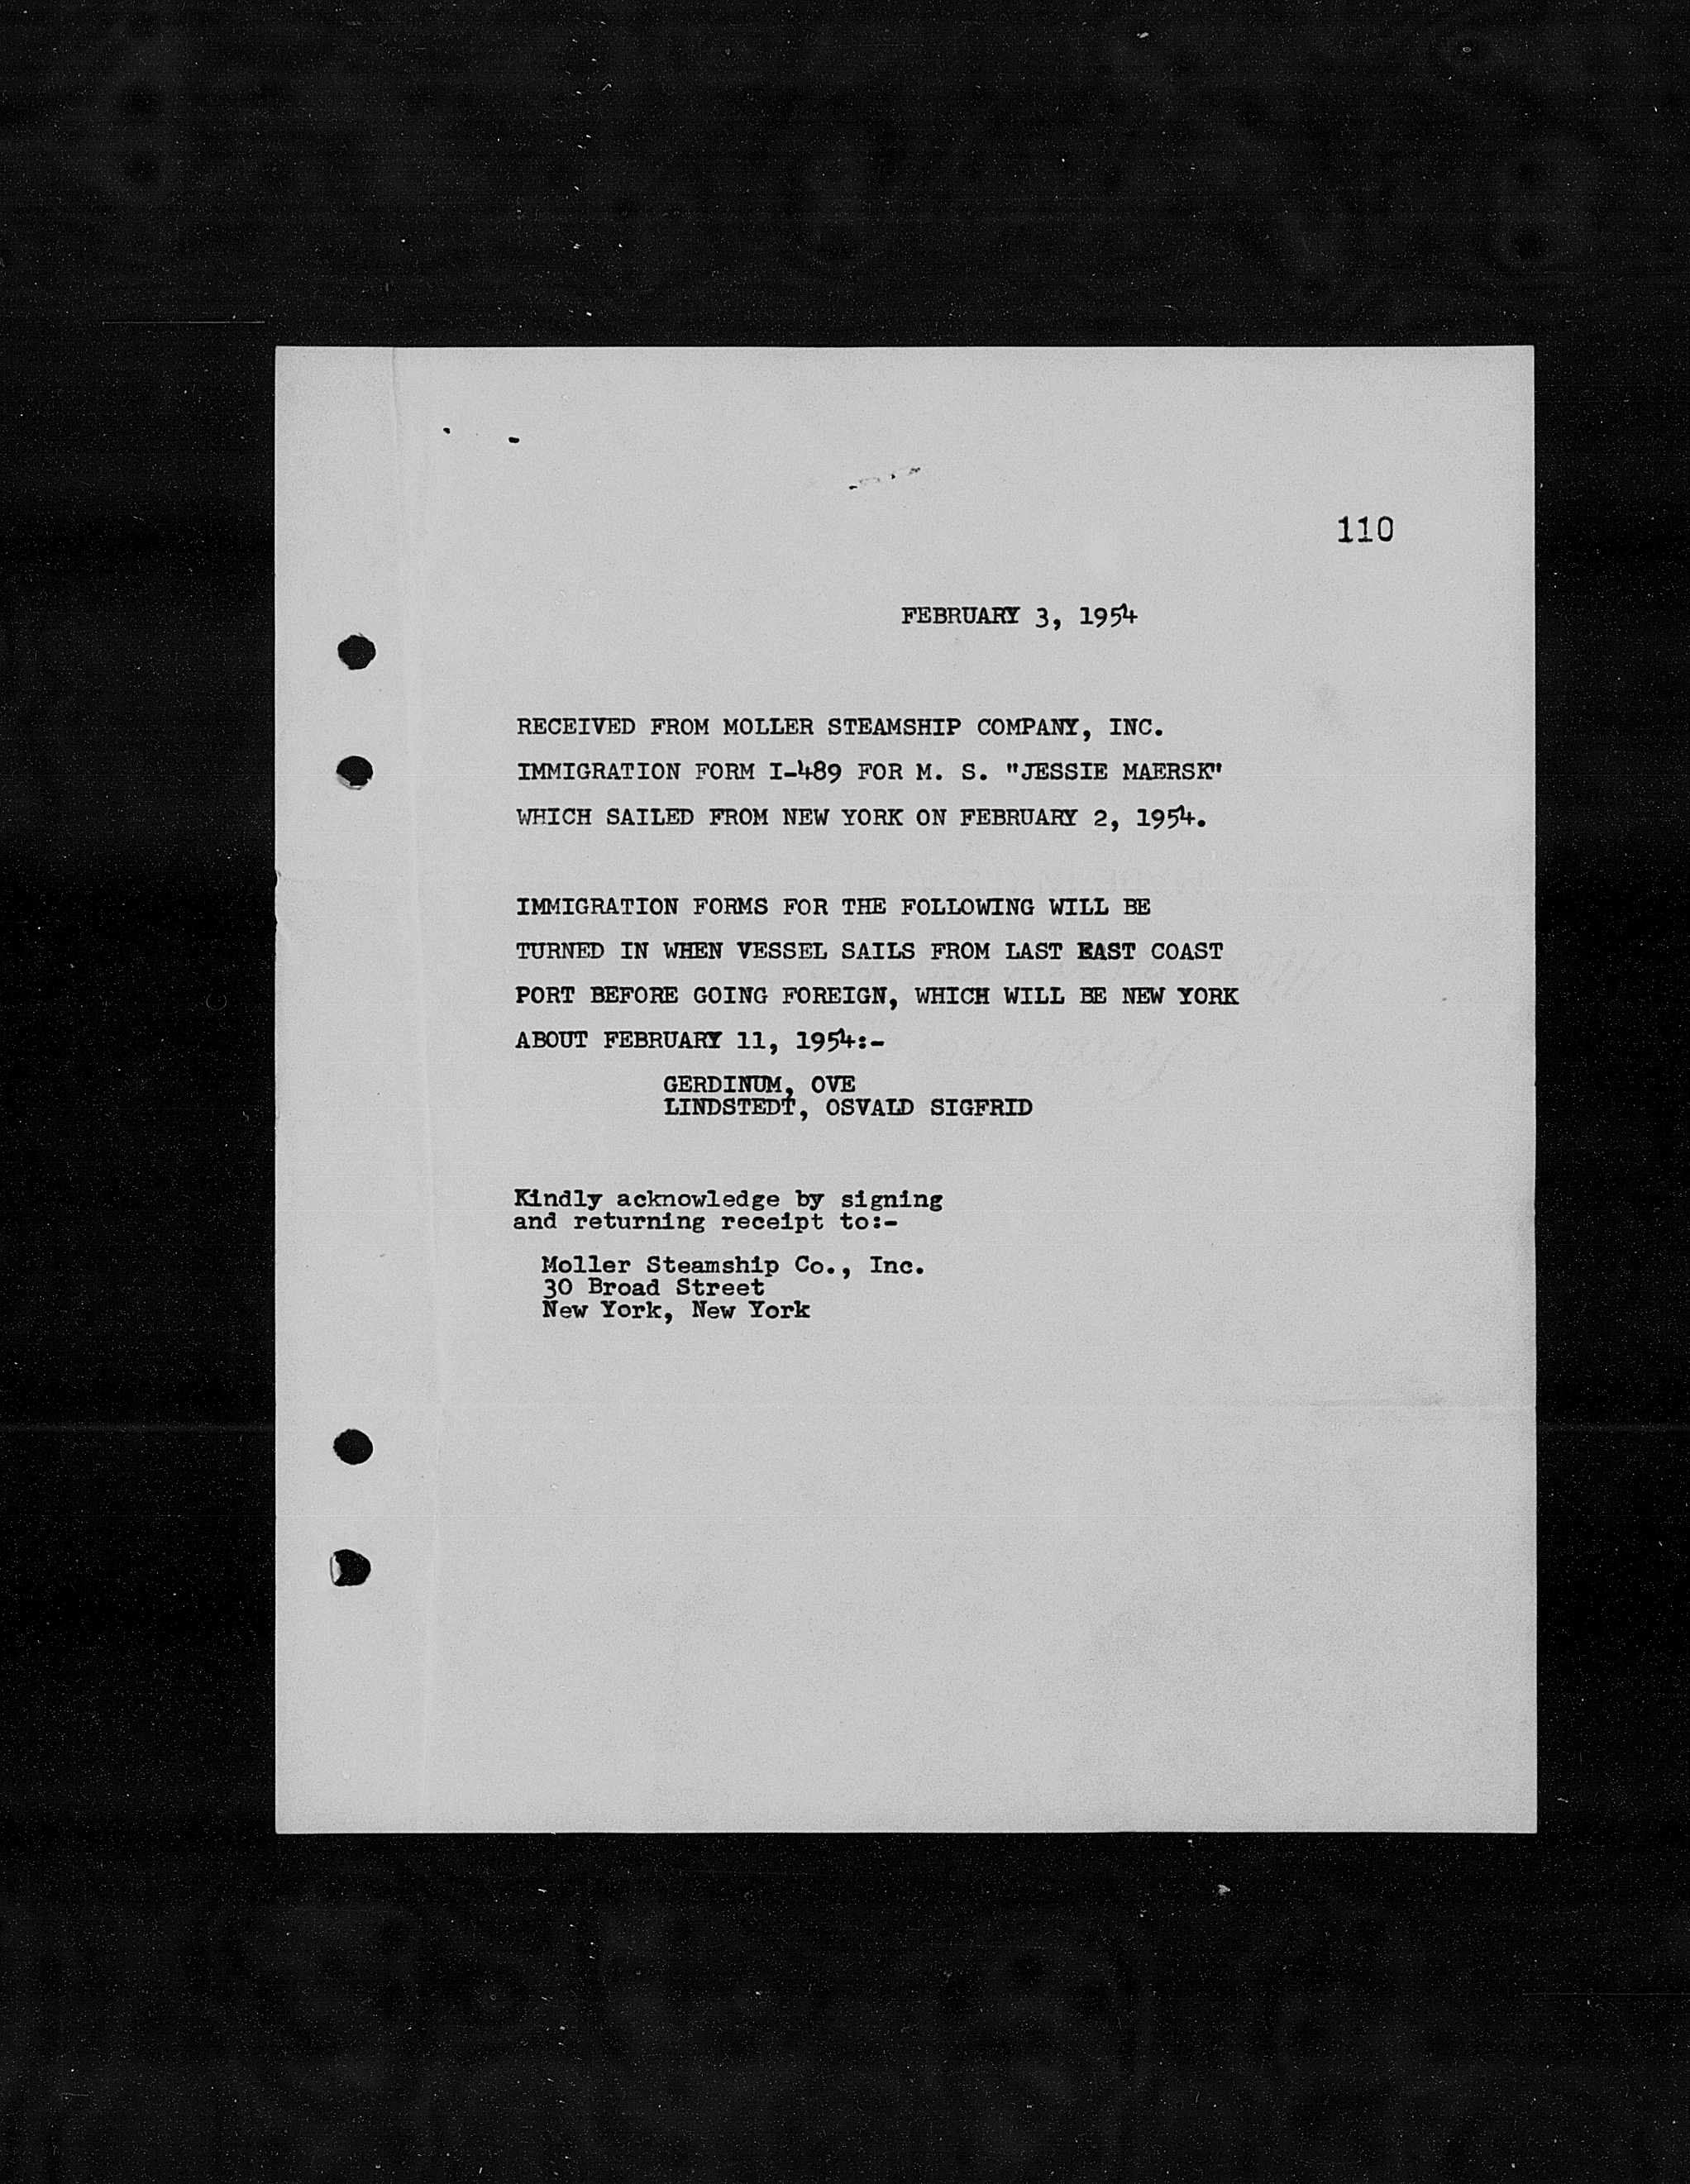 110
FEBRUARY 3, 1954
RECEIVED FROM MOLLER STEAMSHIP COMPANY, INC.
IMMIGRATION FORM I-489 FOR M. S. "JESSIE MAERSK"
WHICH SAILED FROM NEW YORK ON FEBRUARY 2, 1954.
IMMIGRATION FORMS FOR THE FOLLOWING WILL BE
TURNED IN WHEN VESSEL SAILS FROM LAST EAST COAST
PORT BEFORE GOING FOREIGN, WHICH WILL BE NEW YORK
ABOUT FEBRUARY 11, 1954:-
GERDINUM, OVE
LINDSTEDT, OSVALD SIGFRID
Kindly acknowledge by signing
and returning receipt to:-
Moller Steamship Co., Inc.
30 Broad Street
New York, New York